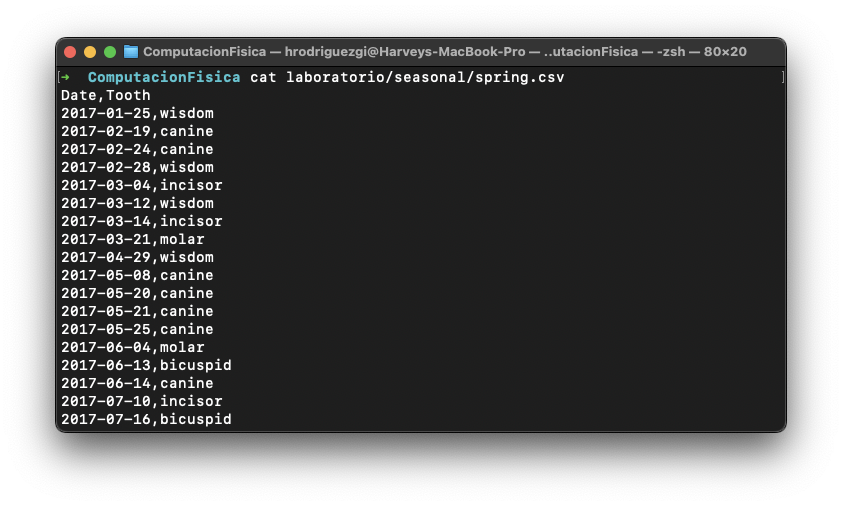 ComputacionFisica — hrodriguezgi@Harveys-MacBook-Pro — ..utacionFisica — -zsh — 80×20
[➜  ComputacionFisica cat laboratorio/seasonal/spring.csv ]
Date,Tooth
2017-01-25,wisdom
2017-02-19,canine
2017-02-24,canine
2017-02-28,wisdom
2017-03-04,incisor
2017-03-12,wisdom
2017-03-14,incisor
2017-03-21,molar
2017-04-29,wisdom
2017-05-08,canine
2017-05-20,canine
2017-05-21,canine
2017-05-25,canine
2017-06-04,molar
2017-06-13,bicuspid
2017-06-14,canine
2017-07-10,incisor
2017-07-16,bicuspid